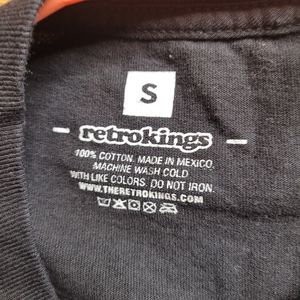 S
retrokings
100% COTTON. MADE IN MEXICO.
MACHINE WASH COLD
WITH LIKE COLORS. DO NOT IRON.
WWW.THERETROKINGS.COM